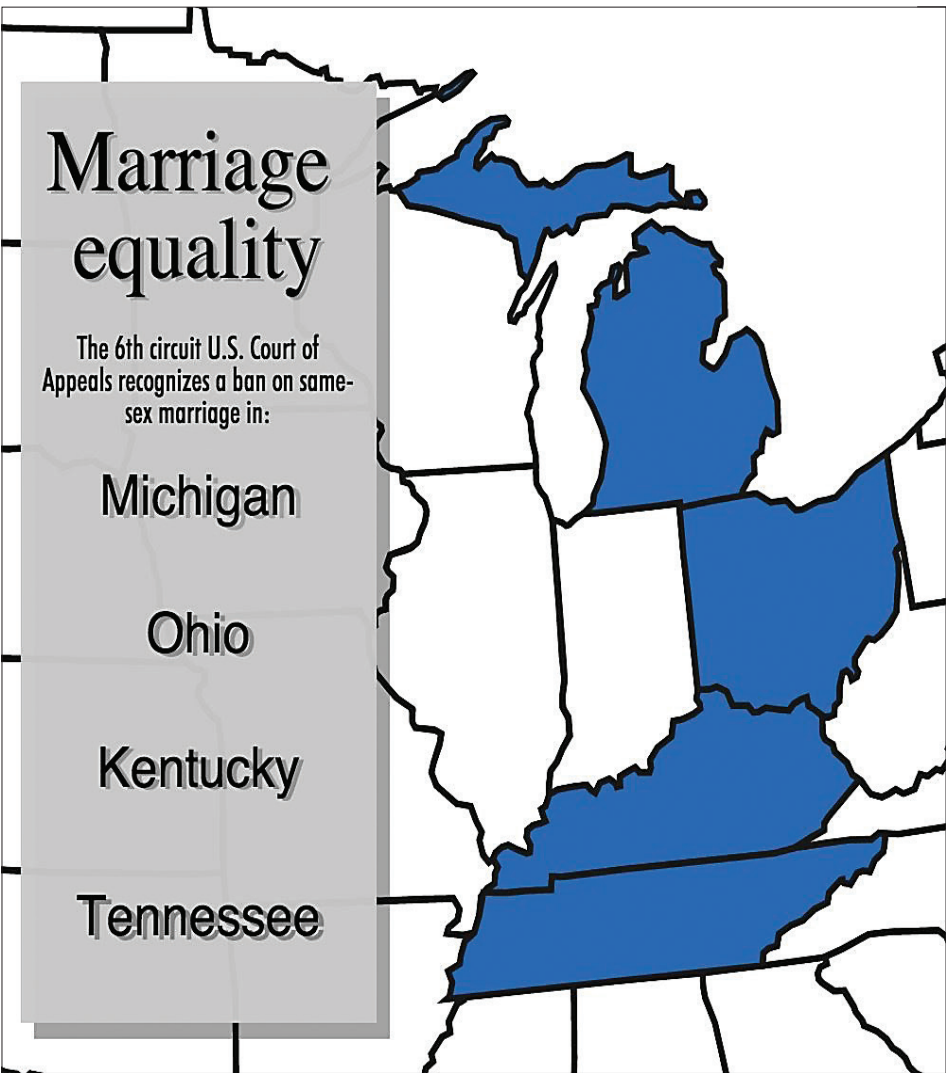 Marriage
equality
The 6th circuit U.S. Court of
Appeals recognizes a ban on same-
sex marriage in:
Michigan
Ohio
Kentucky
Tennessee